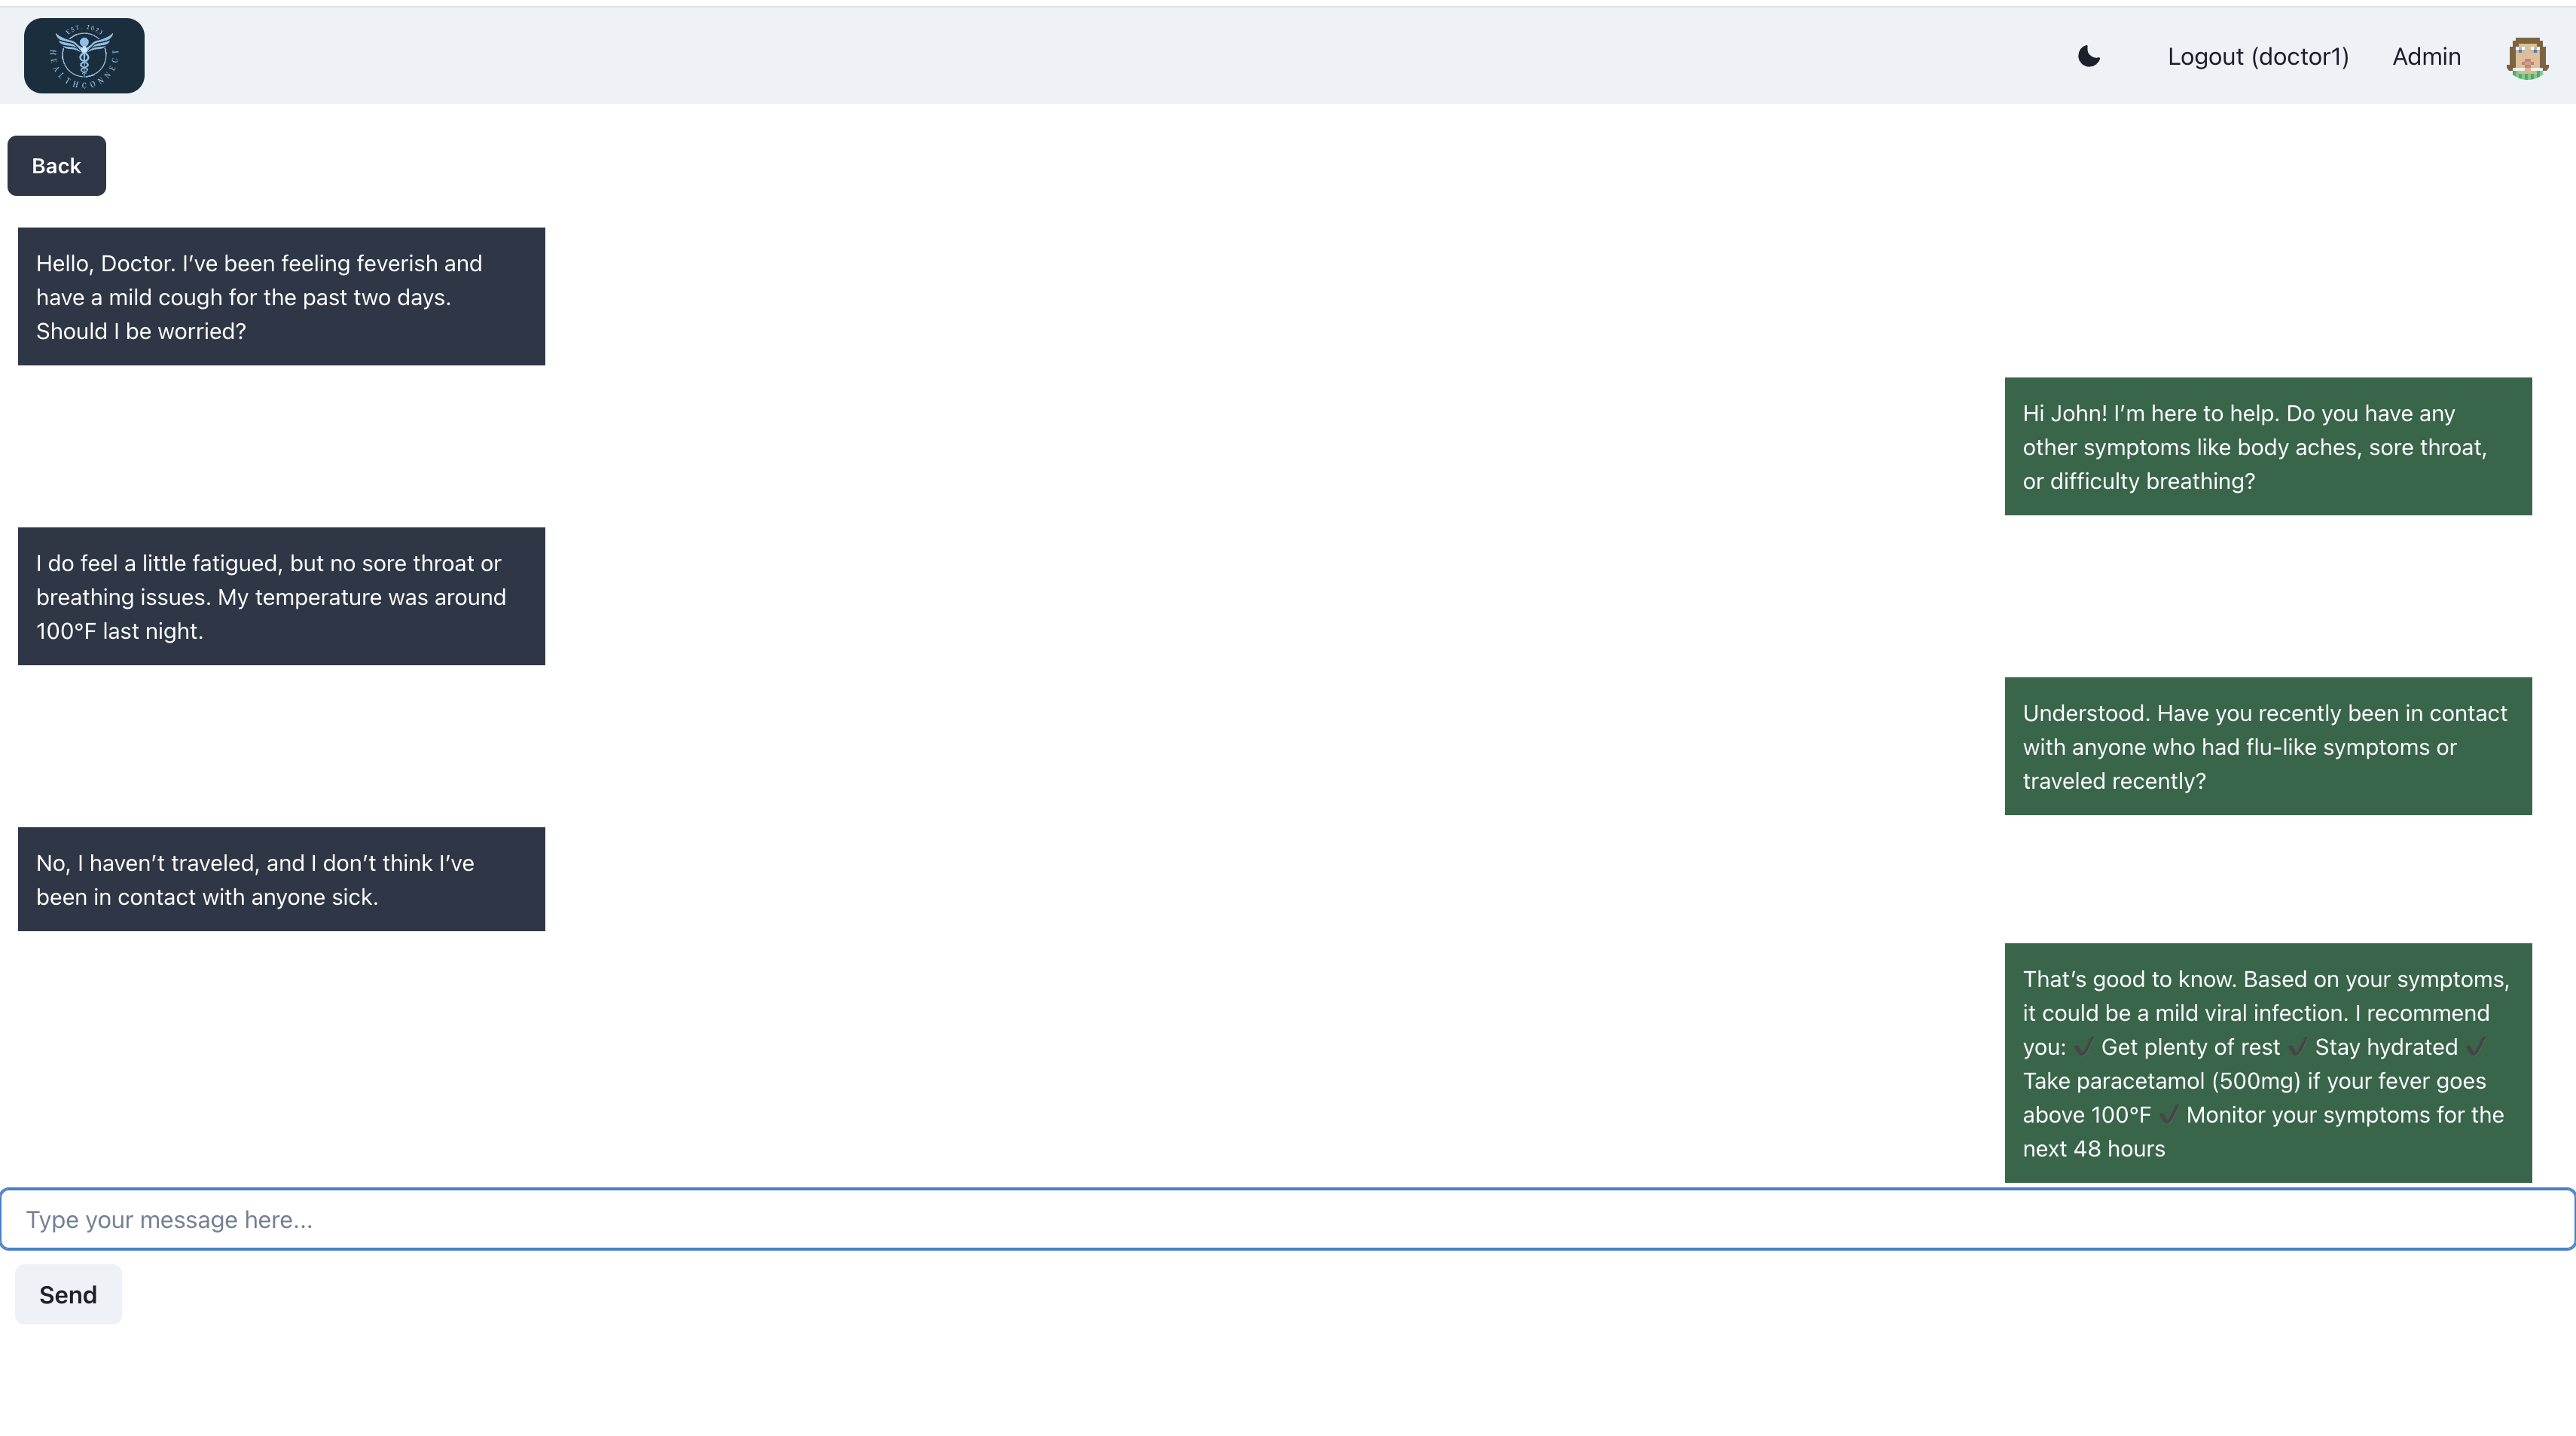 EST. 2023
HEALTHCONNECT
Logout (doctor1)
Admin
Back
Hello, Doctor. I’ve been feeling feverish and
have a mild cough for the past two days.
Should I be worried?
Hi John! I’m here to help. Do you have any
other symptoms like body aches, sore throat,
or difficulty breathing?
I do feel a little fatigued, but no sore throat or
breathing issues. My temperature was around
100°F last night.
Understood. Have you recently been in contact
with anyone who had flu-like symptoms or
traveled recently?
No, I haven’t traveled, and I don’t think I’ve
been in contact with anyone sick.
That’s good to know. Based on your symptoms,
it could be a mild viral infection. I recommend
you: ✔ Get plenty of rest ✔ Stay hydrated ✔
Take paracetamol (500mg) if your fever goes
above 100°F ✔ Monitor your symptoms for the
next 48 hours
Type your message here...
Send